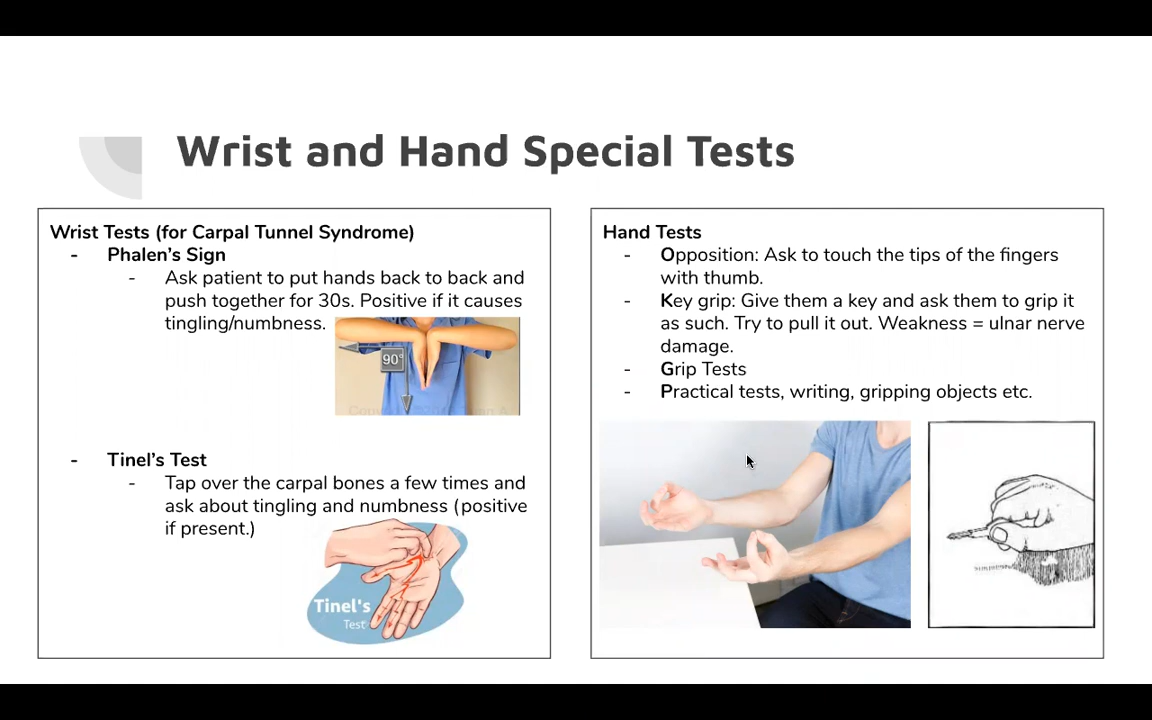 Wrist and Hand Special Tests
Wrist Tests (for Carpal Tunnel Syndrome)
- Phalen's Sign
- Ask patient to put hands back to back and
push together for 30s. Positive if it causes
tingling/numbness.
90°
- Tinel's Test
- Tap over the carpal bones a few times and
ask about tingling and numbness (positive
if present.)
Tinel's
Test
Hand Tests
- Opposition: Ask to touch the tips of the fingers
with thumb.
- Key grip: Give them a key and ask them to grip it
as such. Try to pull it out. Weakness = ulnar nerve
damage.
- Grip Tests
- Practical tests, writing, gripping objects etc.